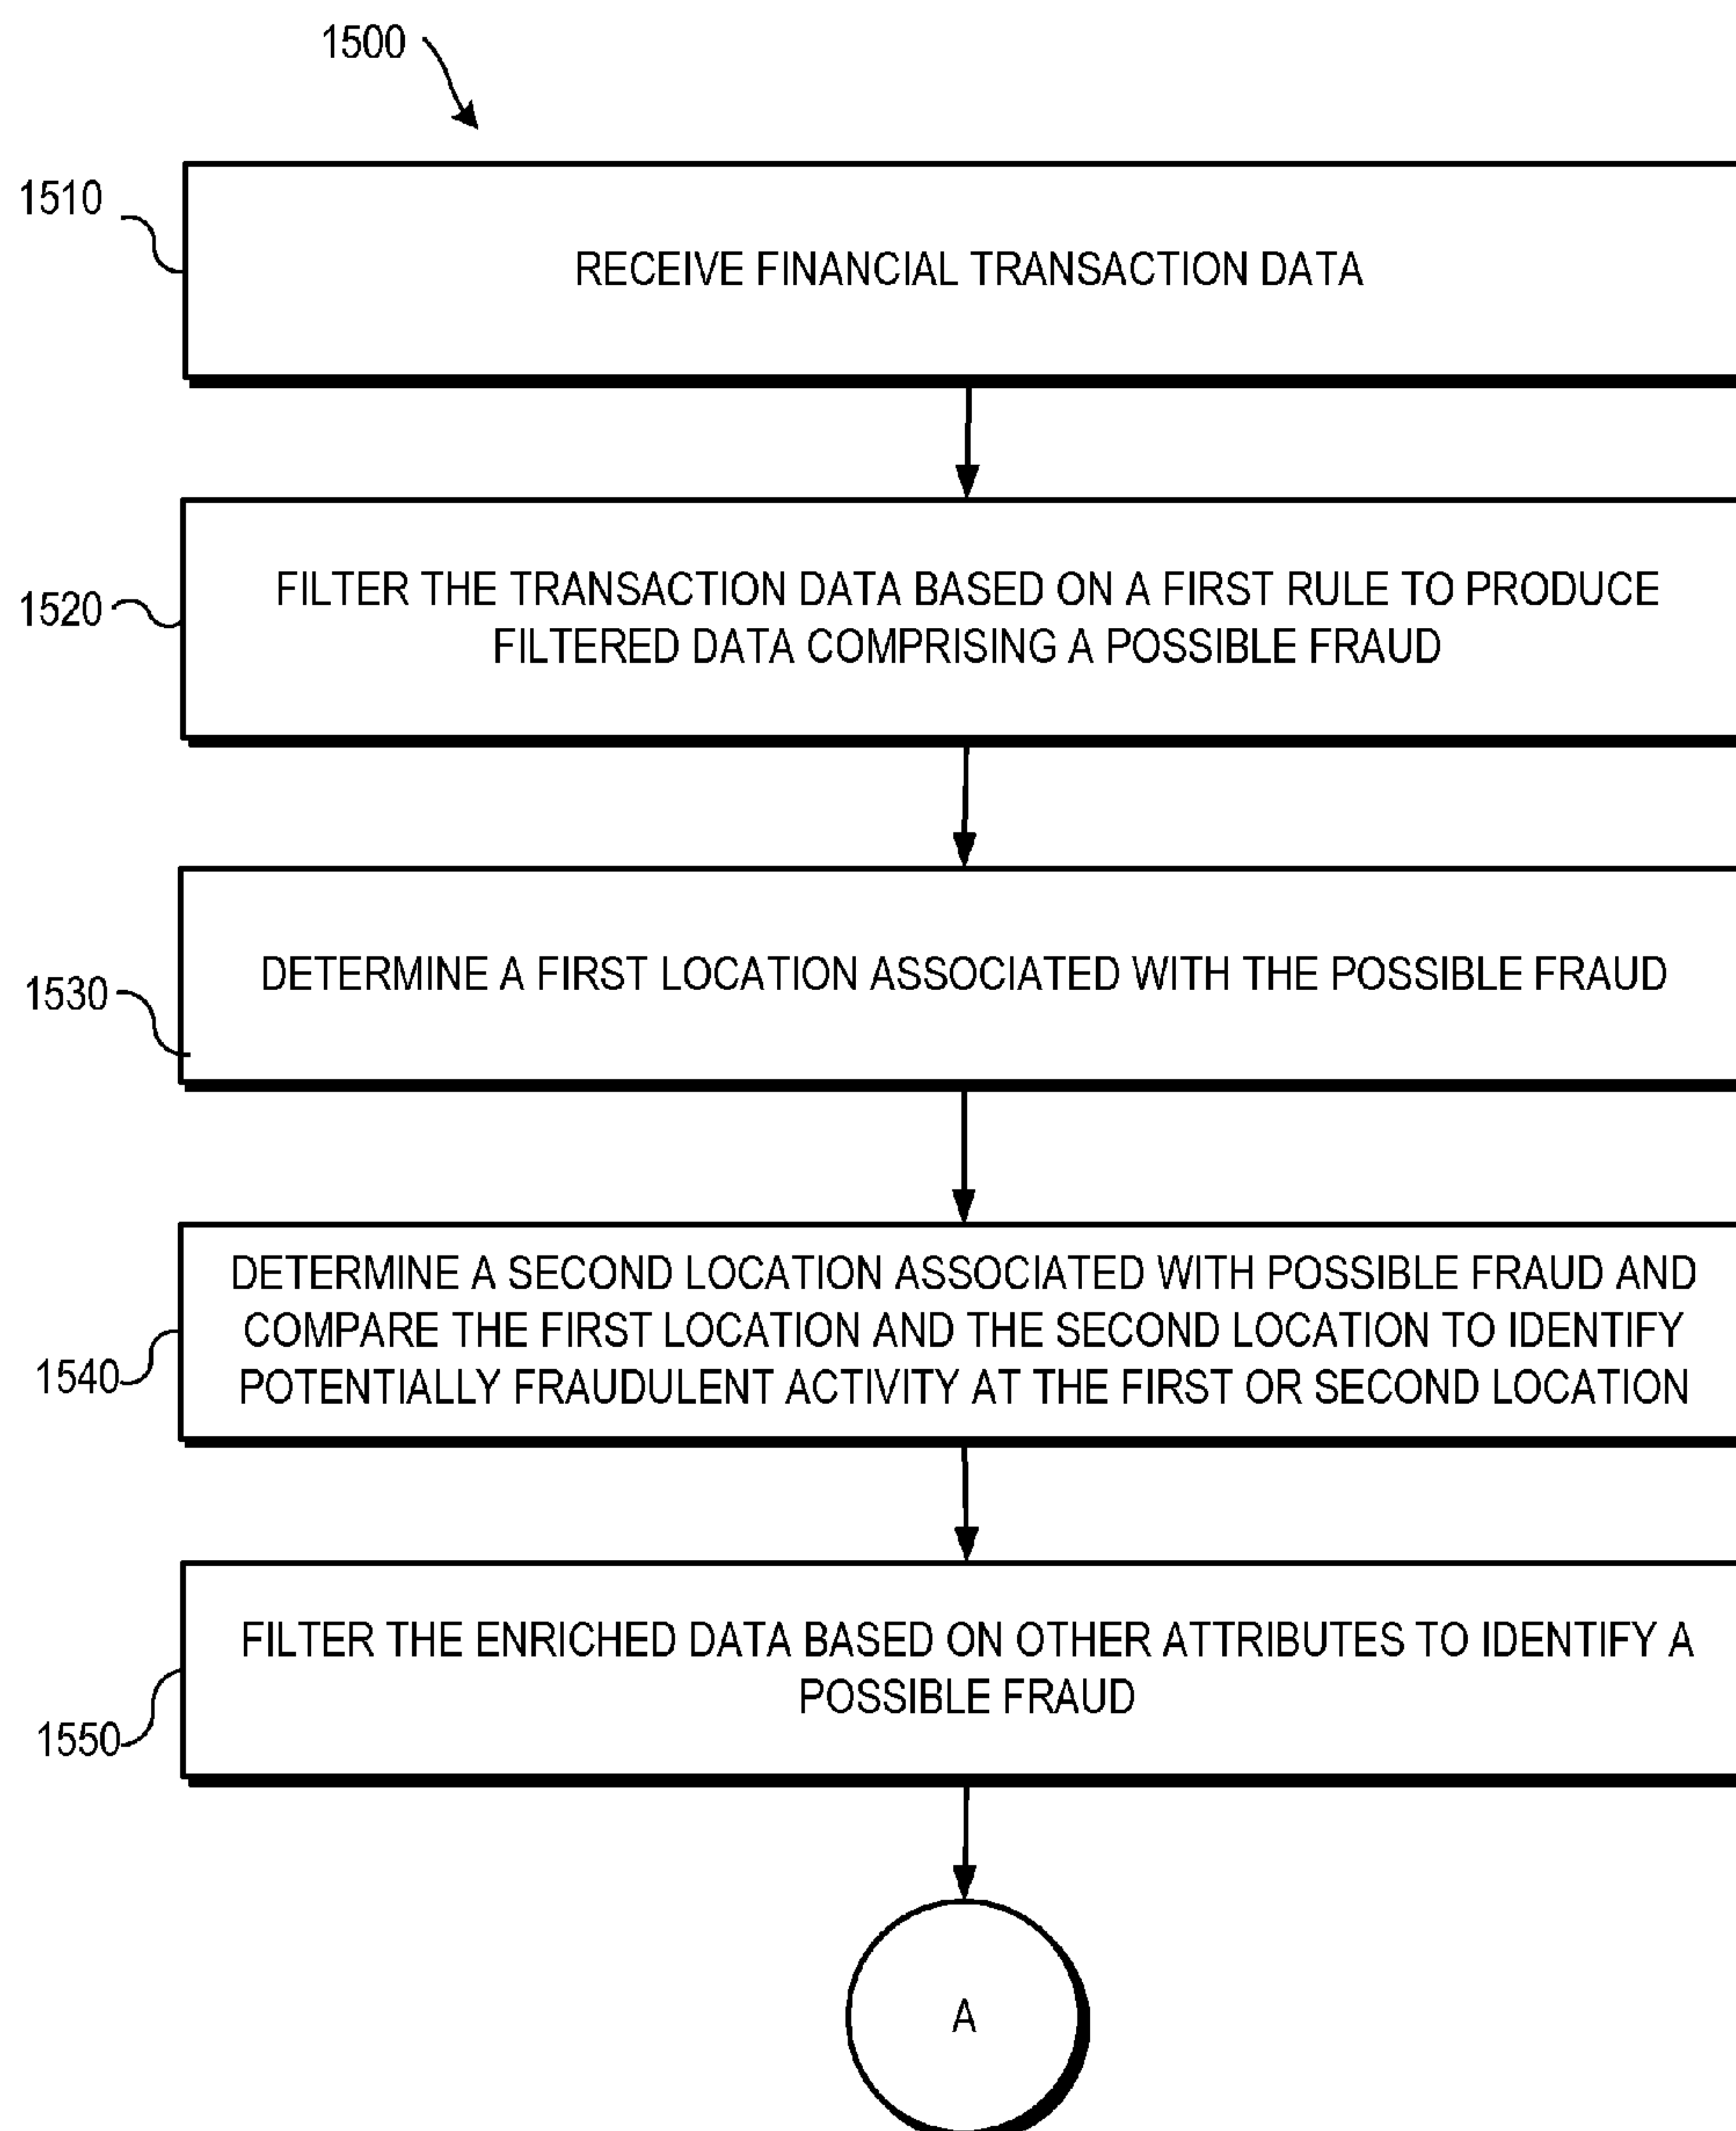 1500
1510
RECEIVE FINANCIAL TRANSACTION DATA
1520
FILTER THE TRANSACTION DATA BASED ON A FIRST RULE TO PRODUCE
FILTERED DATA COMPRISING A POSSIBLE FRAUD
1530
DETERMINE A FIRST LOCATION ASSOCIATED WITH THE POSSIBLE FRAUD
1540
DETERMINE A SECOND LOCATION ASSOCIATED WITH POSSIBLE FRAUD AND
COMPARE THE FIRST LOCATION AND THE SECOND LOCATION TO IDENTIFY
POTENTIALLY FRAUDULENT ACTIVITY AT THE FIRST OR SECOND LOCATION
1550
FILTER THE ENRICHED DATA BASED ON OTHER ATTRIBUTES TO IDENTIFY A
POSSIBLE FRAUD
A